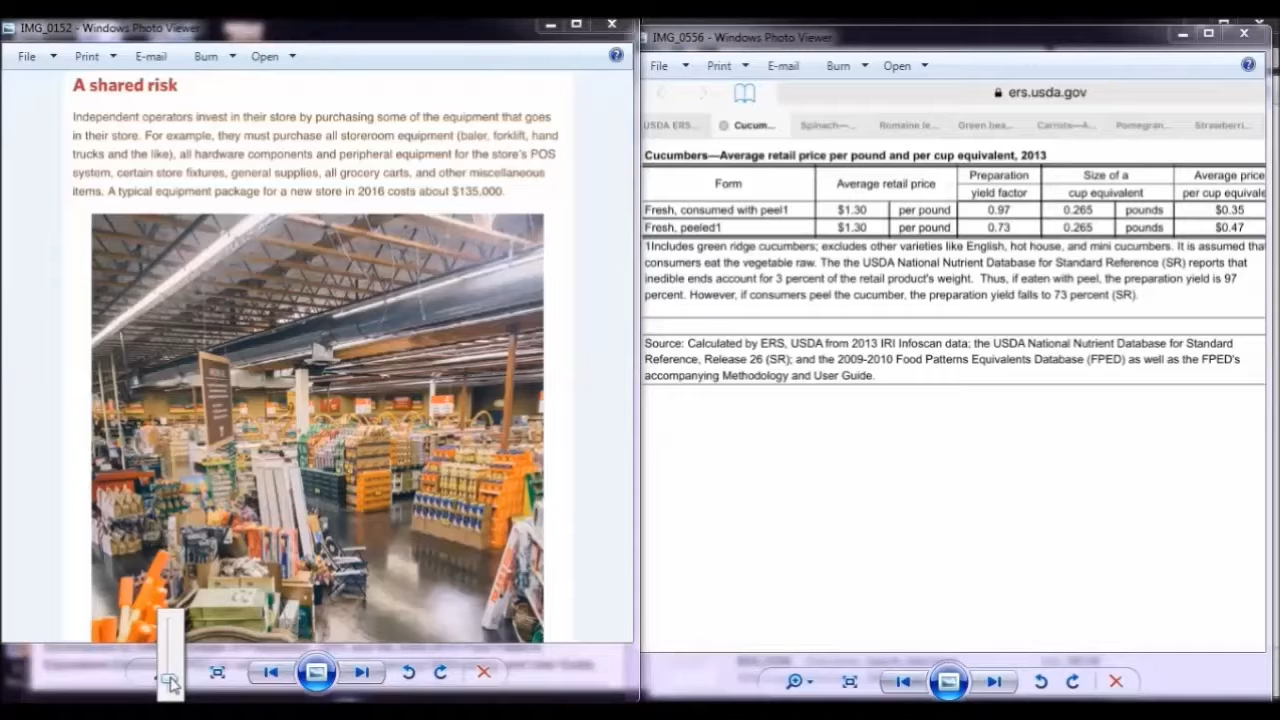 IMG_0152 - Windows Photo Viewer
File Print E-mail Burn Open
A shared risk
Independent operators invest in their store by purchasing some of the equipment that goes
in their store. For example, they must purchase all storeroom equipment (baler, forklift, hand
trucks and the like), all hardware components and peripheral equipment for the store's POS
system, certain store fixtures, general supplies, all grocery carts, and other miscellaneous
items. A typical equipment package for a new store in 2016 costs about $135,000.
IMG_0556 - Windows Photo Viewer
File Print E-mail Burn Open
ers.usda.gov
USDA ERS... Cucum... Spinach—... Romaine le... Green bea... Carrots—A... Pomegran... Strawberri...
Cucumbers—Average retail price per pound and per cup equivalent, 2013
Form Average retail price Preparation yield factor Size of a cup equivalent Average price per cup equivale
Fresh, consumed with peel1 $1.30 per pound 0.97 0.265 pounds $0.35
Fresh, peeled1 $1.30 per pound 0.73 0.265 pounds $0.47
1Includes green ridge cucumbers; excludes other varieties like English, hot house, and mini cucumbers. It is assumed tha
consumers eat the vegetable raw. The the USDA National Nutrient Database for Standard Reference (SR) reports that
inedible ends account for 3 percent of the retail product's weight. Thus, if eaten with peel, the preparation yield is 97
percent. However, if consumers peel the cucumber, the preparation yield falls to 73 percent (SR).
Source: Calculated by ERS, USDA from 2013 IRI Infoscan data; the USDA National Nutrient Database for Standard
Reference, Release 26 (SR); and the 2009-2010 Food Patterns Equivalents Database (FPED) as well as the FPED's
accompanying Methodology and User Guide.